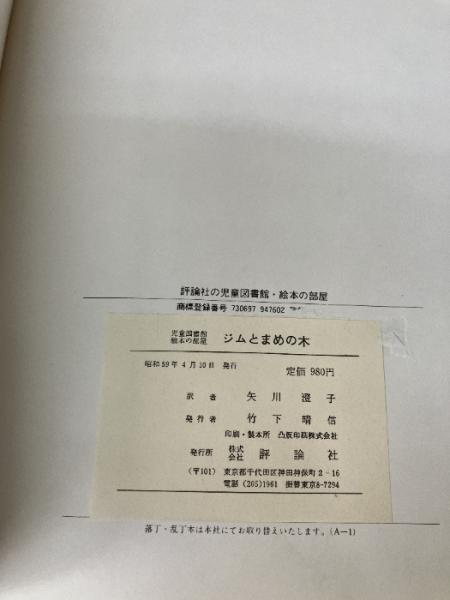 評論社の児童図書館・絵本の部屋
商標登録番号 730697 947602
児童図書館
絵本の部屋 ジムとまめの木
昭和59年4月10日 発行 定価 980円
訳者 矢川澄子
発行者 竹下晴信
印刷・製本所 凸版印刷株式会社
発行所 株式会社 評論社
(〒101) 東京都千代田区神田神保町2-16
電話 (265)1961 振替東京8-7294
落丁・乱丁本は本社にてお取り替えいたします。(A-1)